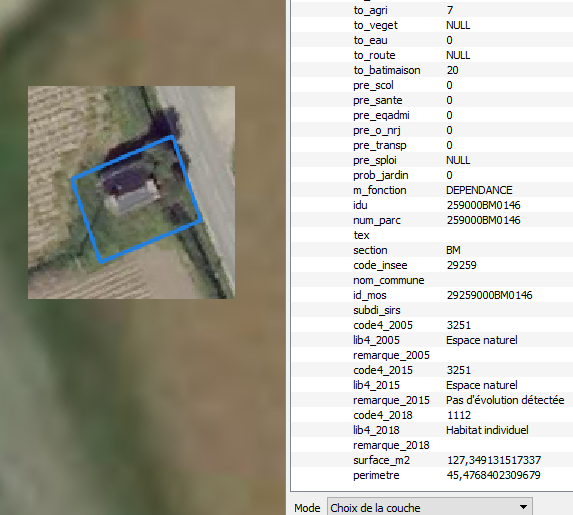 to_agri 7
to_veget NULL
to_eau 0
to_route NULL
to_batimaison 20
pre_scol 0
pre_sante 0
pre_eqadmi 0
pre_o_nrj 0
pre_transp 0
pre_sploi NULL
prob_jardin 0
m_fonction DEPENDANCE
idu 259000BM0146
num_parc 259000BM0146
tex
section BM
code_insee 29259
nom_commune
id_mos 29259000BM0146
subdi_sirs
code4_2005 3251
lib4_2005 Espace naturel
remarque_2005
code4_2015 3251
lib4_2015 Espace naturel
remarque_2015 Pas d'évolution détectée
code4_2018 1112
lib4_2018 Habitat individuel
remarque_2018
surface_m2 127,349131517337
perimetre 45,4768402309679
Mode Choix de la couche